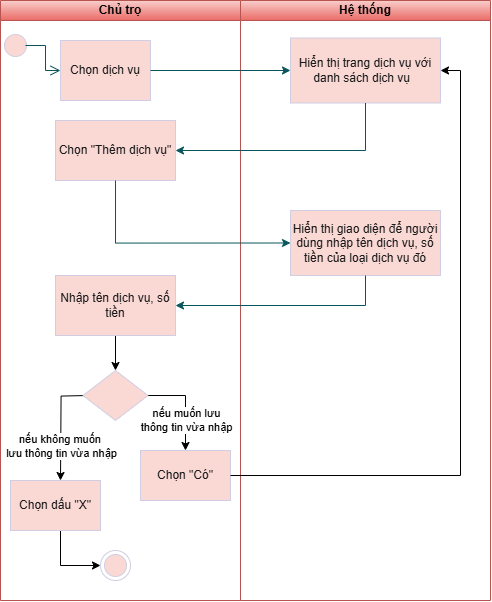 Chủ trọ
Hệ thống
Chọn dịch vụ
Hiển thị trang dịch vụ với
danh sách dịch vụ
Chọn "Thêm dịch vụ"
Hiển thị giao diện để người
dùng nhập tên dịch vụ, số
tiền của loại dịch vụ đó
Nhập tên dịch vụ, số
tiền
nếu muốn lưu
thông tin vừa nhập
nếu không muốn
lưu thông tin vừa nhập
Chọn "Có"
Chọn dấu "X"